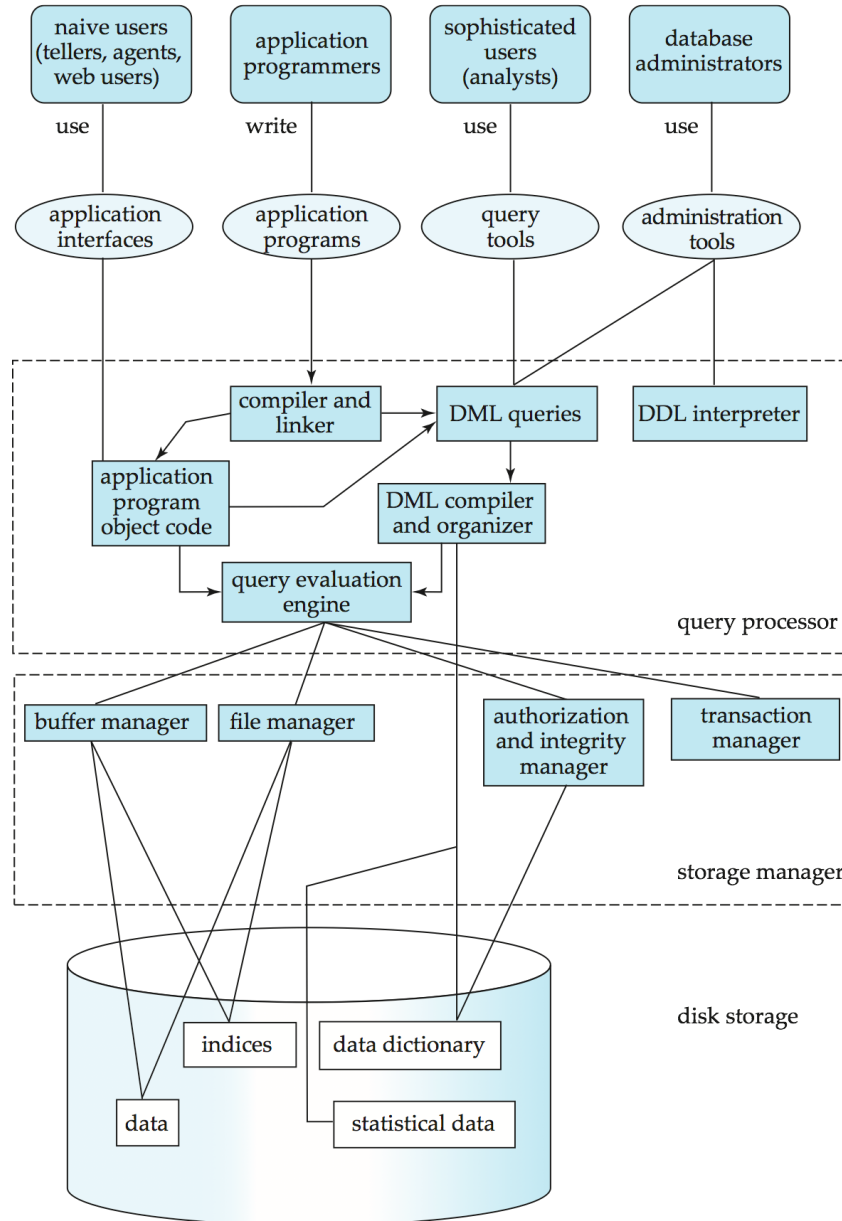 naive users
(tellers, agents,
web users)
application
programmers
sophisticated
users
(analysts)
database
administrators
use
write
use
use
application
interfaces
application
programs
query
tools
administration
tools
compiler and
linker
DML queries
DDL interpreter
application
program
object code
DML compiler
and organizer
query evaluation
engine
query processor
buffer manager
file manager
authorization
and integrity
manager
transaction
manager
storage manager
disk storage
indices
data dictionary
data
statistical data